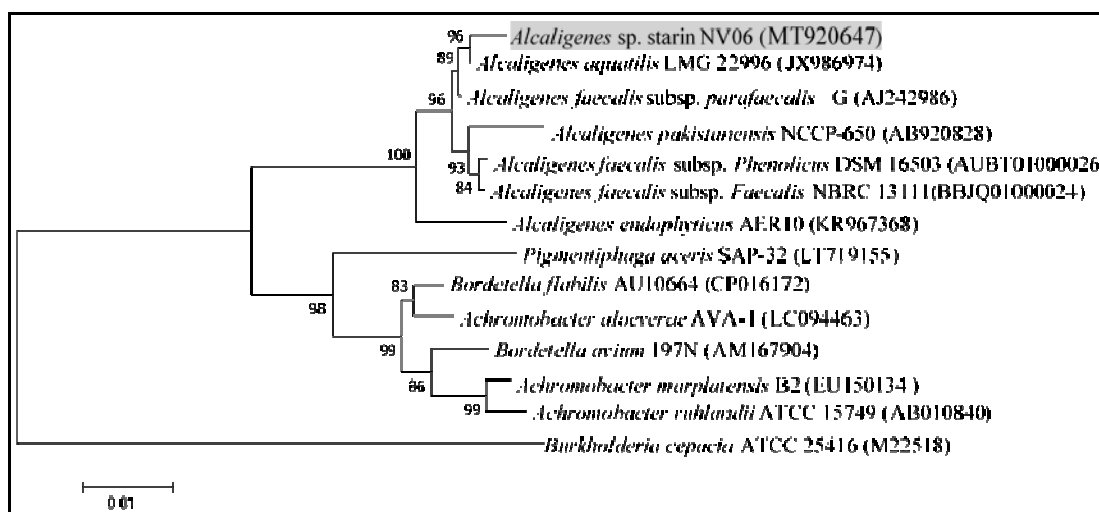 96
Alcaligenes sp. starin NV06 (MT920647)
89
Alcaligenes aquatilis LMG 22996 (JX986974)
96
Alcaligenes faecalis subsp. parafaecalis G (AJ242986)
Alcaligenes pakistanensis NCCP-650 (AB920828)
100
93
Alcaligenes faecalis subsp. Phenolicus DSM 16503 (AUBT01000026
84
Alcaligenes faecalis subsp. Faecalis NBRC 13111(BBJQ01000024)
Alcaligenes endophyticus AER10 (KR967368)
Pigmentiphaga aceris SAP-32 (LT719155)
98
83
Bordetella flabilis AU10664 (CP016172)
Achromobacter aloeverae AVA-1 (LC094463)
99
Bordetella avium 197N (AM167904)
86
Achromobacter marplatensis B2 (EU150134 )
99
Achromobacter ruhlandii ATCC 15749 (AB010840)
Burkholderia cepacia ATCC 25416 (M22518)
0.01